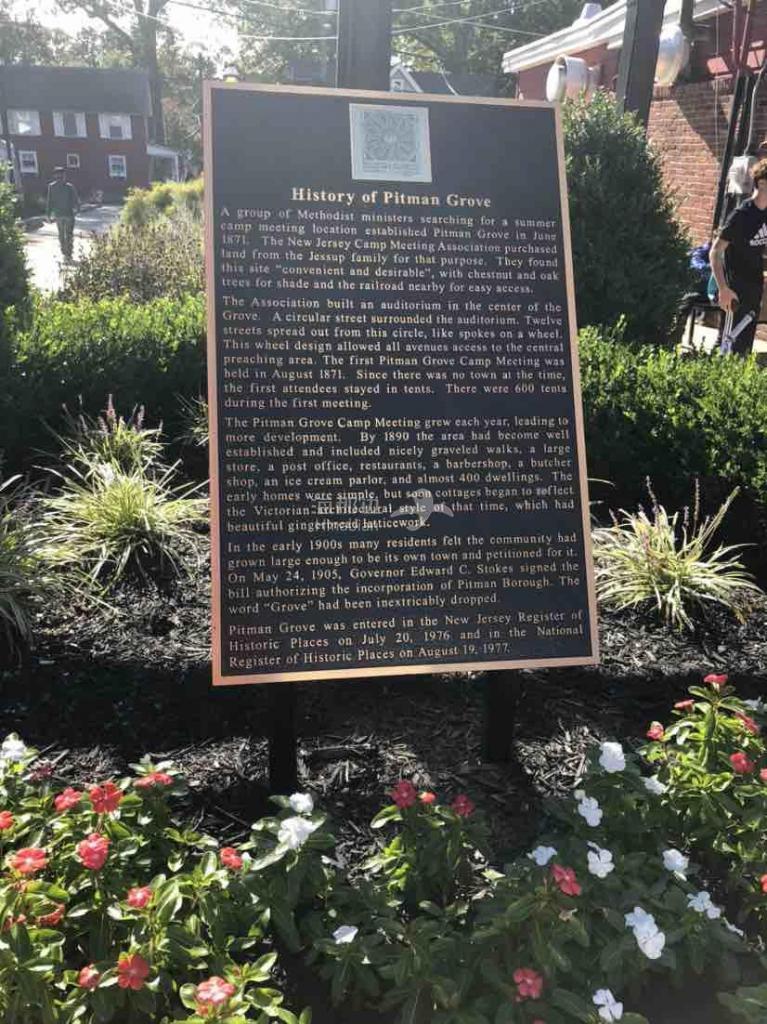 History of Pitman Grove
A group of Methodist ministers searching for a summer
camp meeting location established Pitman Grove in June
1871. The New Jersey Camp Meeting Association purchased
land from the Jessup family for that purpose. They found
this site "convenient and desirable", with chestnut and oak
trees for shade and the railroad nearby for easy access.
The Association built an auditorium in the center of the
Grove. A circular street surrounded the auditorium. Twelve
streets spread out from this circle, like spokes on a wheel.
This wheel design allowed all avenues access to the central
preaching area. The first Pitman Grove Camp Meeting was
held in August 1871. Since there was no town at the time,
the first attendees stayed in tents. There were 600 tents
during the first meeting.
The Pitman Grove Camp Meeting grew each year, leading to
more development. By 1890 the area had become well
established and included nicely graveled walks, a large
store, a post office, restaurants, a barbershop, a butcher
shop, an ice cream parlor, and almost 400 dwellings. The
early homes were simple, but soon cottages began to reflect
the Victorian architectural style of that time, which had
beautiful gingerbread latticework.
In the early 1900s many residents felt the community had
grown large enough to be its own town and petitioned for it.
On May 24, 1905, Governor Edward C. Stokes signed the
bill authorizing the incorporation of Pitman Borough. The
word "Grove" had been inextricably dropped.
Pitman Grove was entered in the New Jersey Register of
Historic Places on July 20, 1976 and in the National
Register of Historic Places on August 19, 1977.